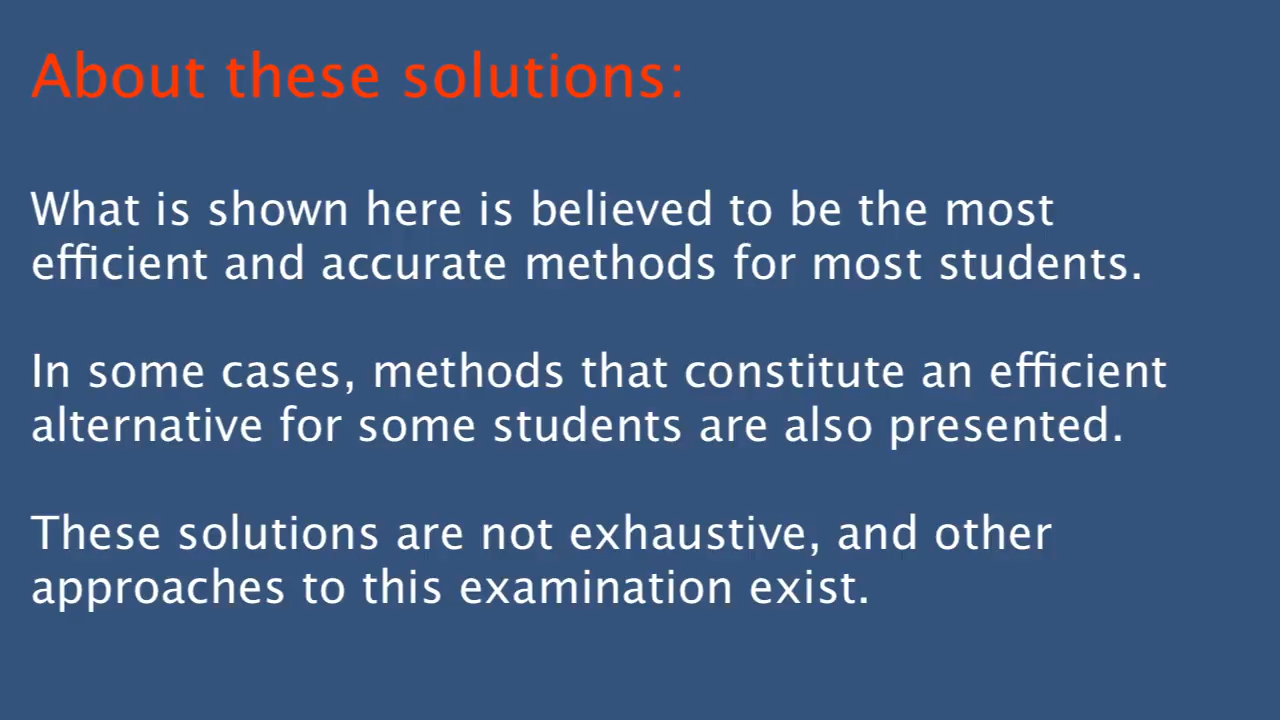 About these solutions:
What is shown here is believed to be the most
efficient and accurate methods for most students.
In some cases, methods that constitute an efficient
alternative for some students are also presented.
These solutions are not exhaustive, and other
approaches to this examination exist.